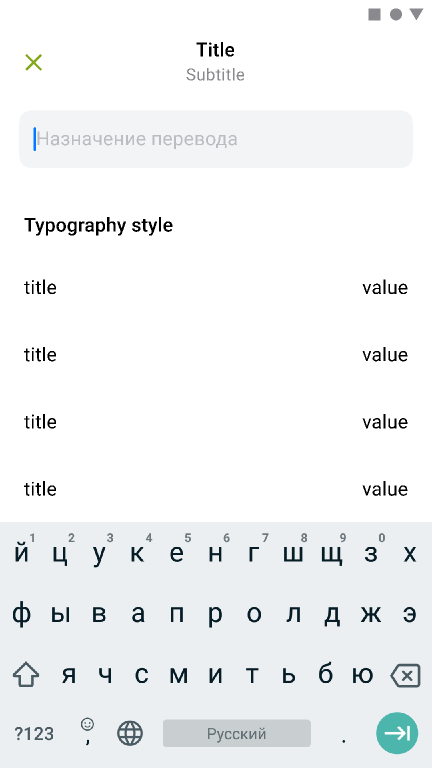 Title
Subtitle
Назначение перевода
Typography style
title value
title value
title value
title value
1 2 3 4 5 6 7 8 9 0
й ц у к е н г ш щ з х
ф ы в а п р о л д ж э
я ч с м и т ь б ю
?123 , Русский .